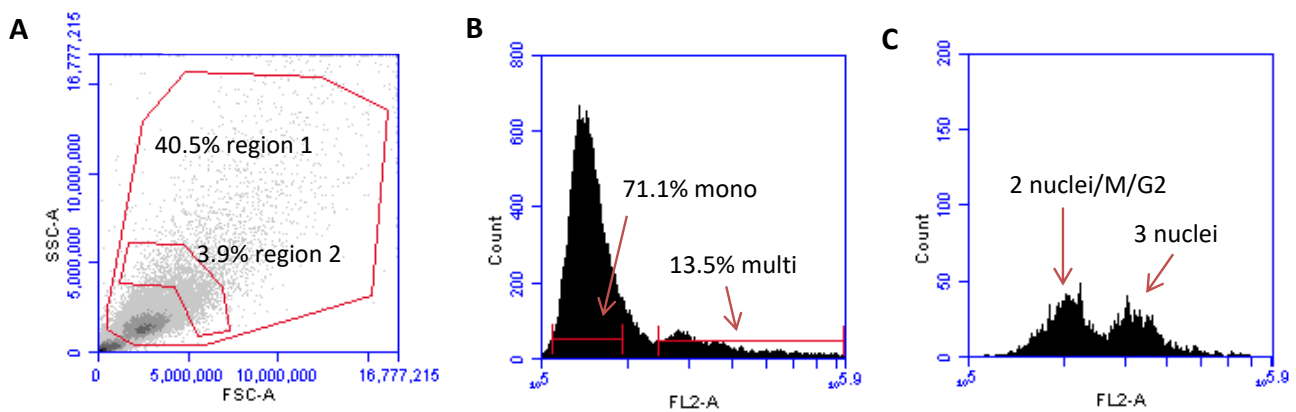 A
SSC-A
16,777,215
10,000,000
5,000,000
0
40.5% region 1
3.9% region 2
0
5,000,000
10,000,000
16,777,215
FSC-A
B
Count
800
600
400
200
0
71.1% mono
13.5% multi
10^5
10^5.9
FL2-A
C
Count
200
150
100
50
0
2 nuclei/M/G2
3 nuclei
10^5
10^5.9
FL2-A